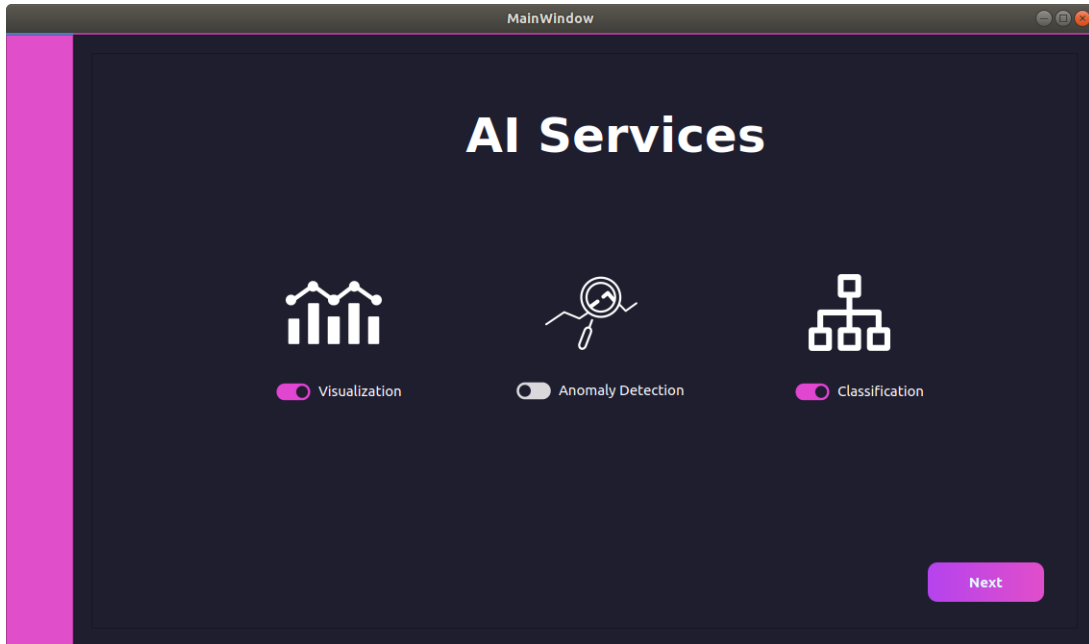 MainWindow
AI Services
Visualization
Anomaly Detection
Classification
Next